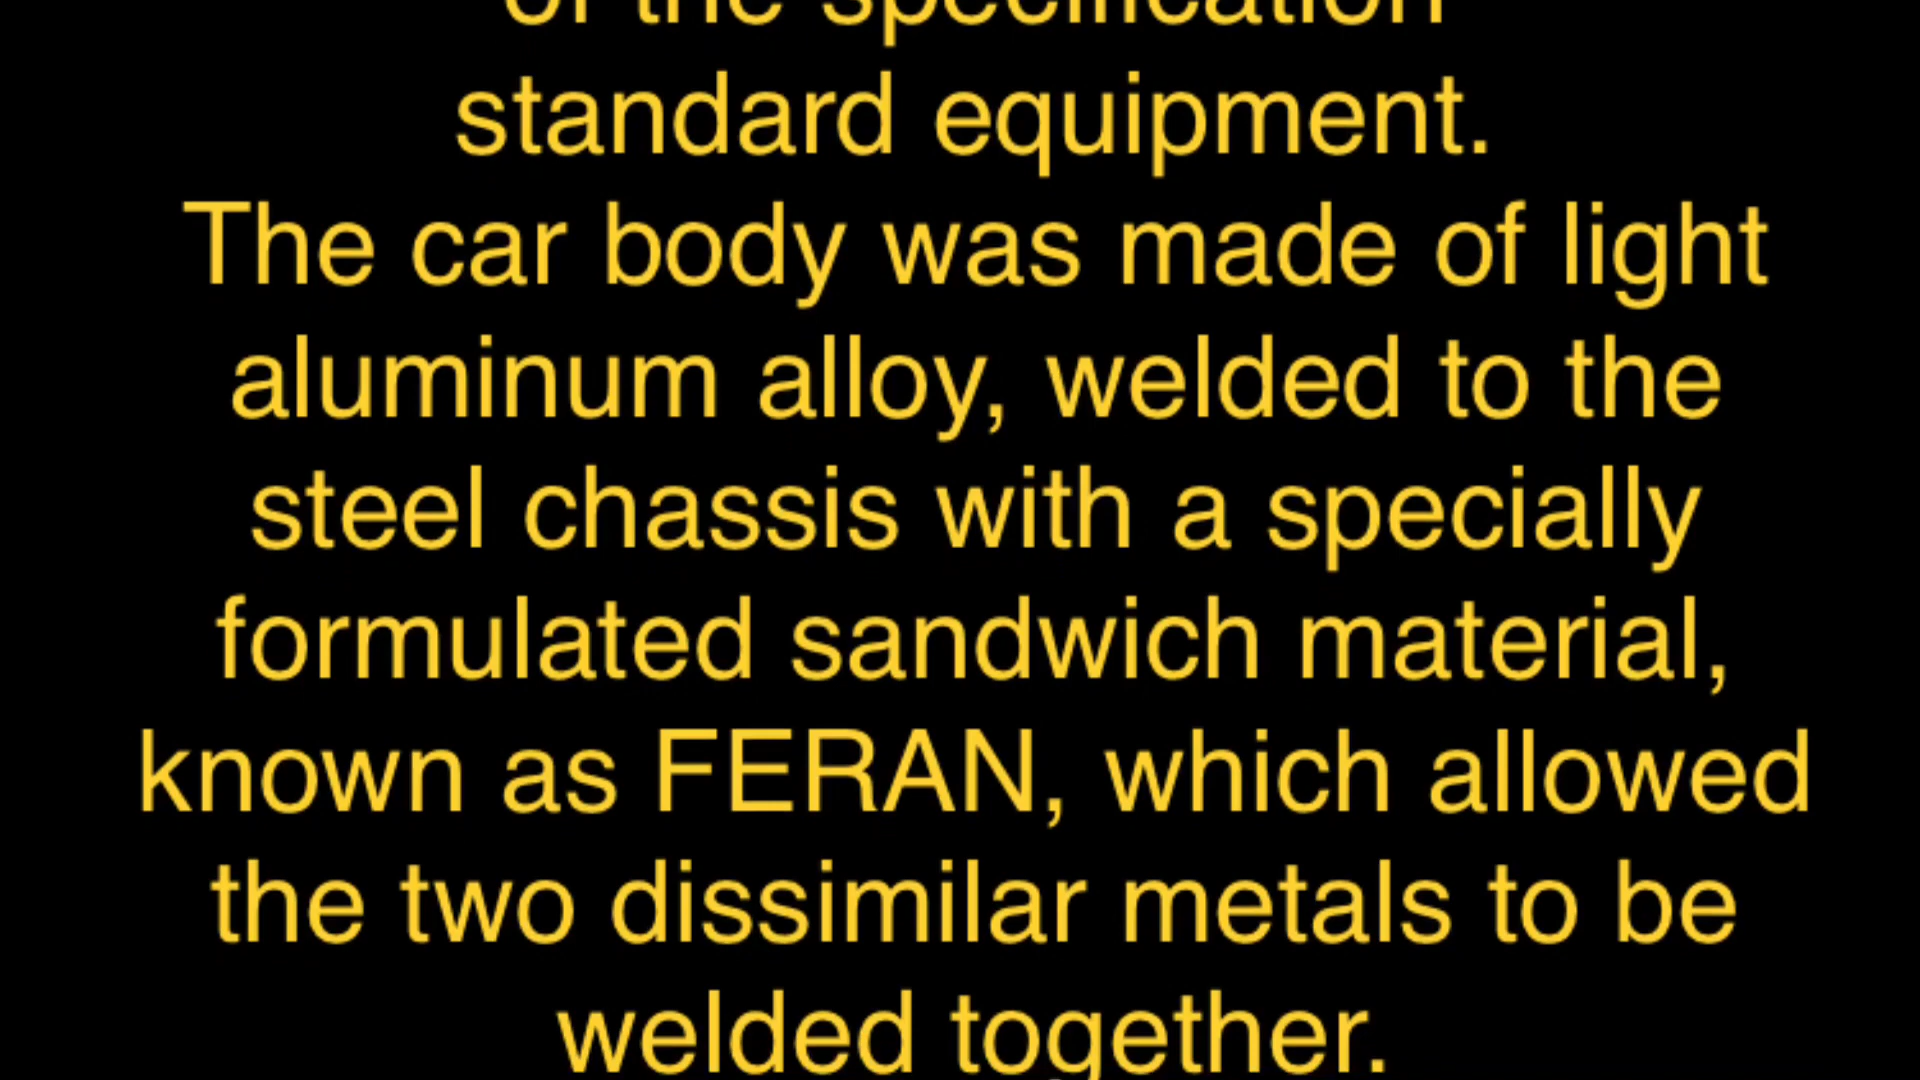 of the specification
standard equipment.
The car body was made of light
aluminum alloy, welded to the
steel chassis with a specially
formulated sandwich material,
known as FERAN, which allowed
the two dissimilar metals to be
welded together.